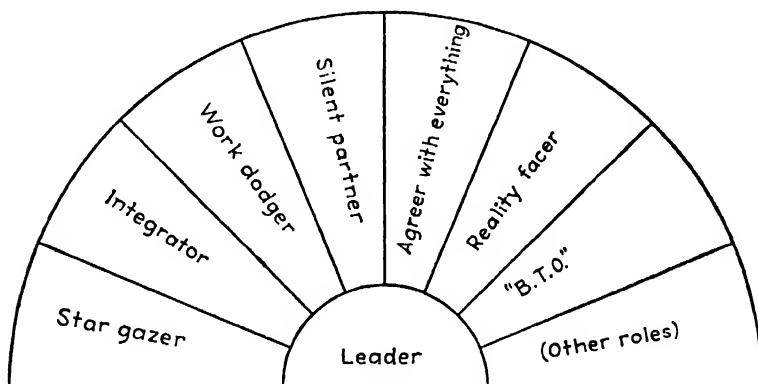 Star gazer
Integrator
Work dodger
Silent partner
Agreer with everything
Reality facer
"B.T.O."
(Other roles)
Leader